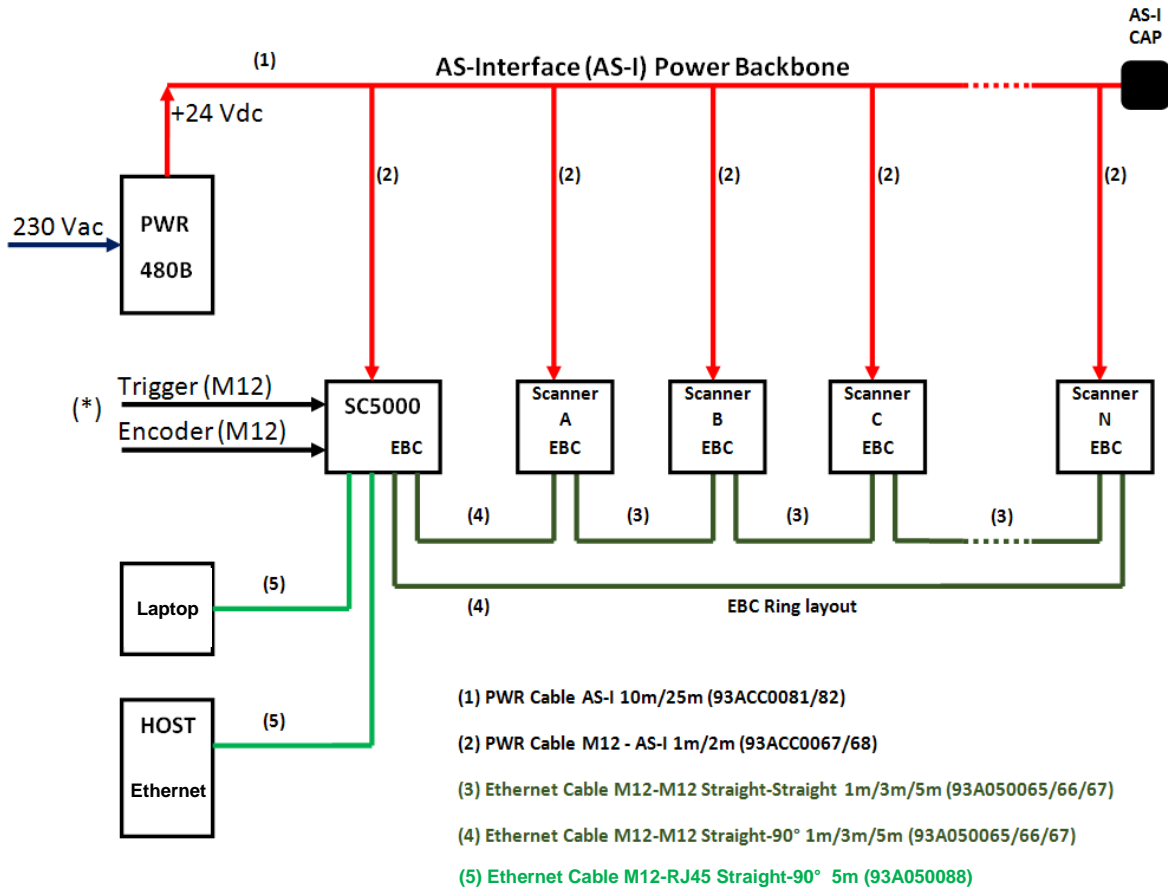 AS-I
CAP
(1)
AS-Interface (AS-I) Power Backbone
+24 Vdc
(2)
(2)
(2)
(2)
(2)
230 Vac
PWR
480B
(*)
Trigger (M12)
Encoder (M12)
SC5000
EBC
Scanner
A
EBC
Scanner
B
EBC
Scanner
C
EBC
Scanner
N
EBC
(4)
(3)
(3)
(3)
Laptop
(5)
(4)
EBC Ring layout
HOST
Ethernet
(5)
(1) PWR Cable AS-I 10m/25m (93ACC0081/82)
(2) PWR Cable M12 - AS-I 1m/2m (93ACC0067/68)
(3) Ethernet Cable M12-M12 Straight-Straight 1m/3m/5m (93A050065/66/67)
(4) Ethernet Cable M12-M12 Straight-90° 1m/3m/5m (93A050065/66/67)
(5) Ethernet Cable M12-RJ45 Straight-90° 5m (93A050088)